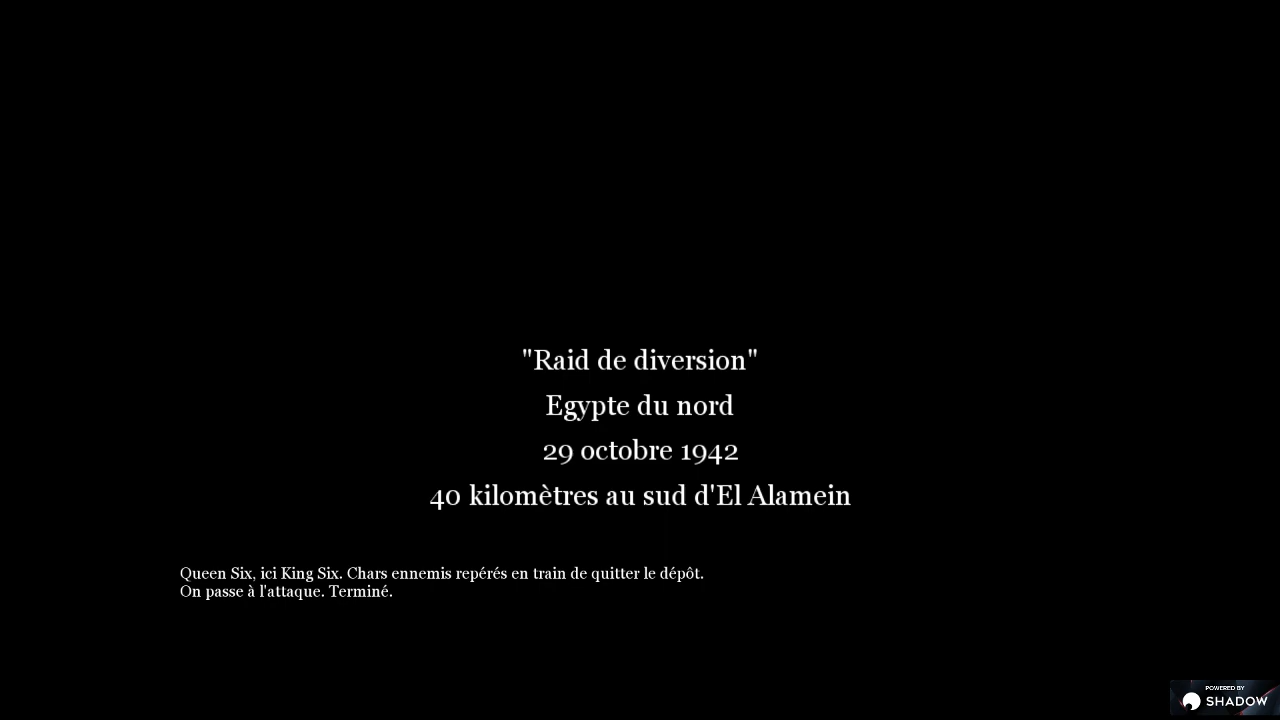 "Raid de diversion"
Egypte du nord
29 octobre 1942
40 kilomètres au sud d'El Alamein
Queen Six, ici King Six. Chars ennemis repérés en train de quitter le dépôt.
On passe à l'attaque. Terminé.
POWERED BY
SHADOW